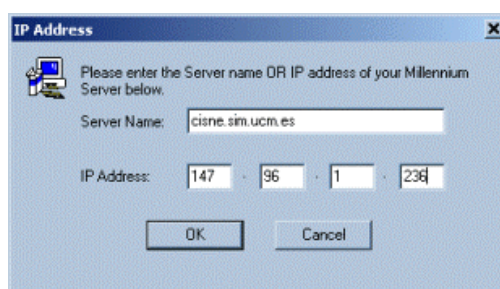 IP Address
Please enter the Server name OR IP address of your Millennium
Server below.
Server Name: cisne.sim.ucm.es
IP Address: 147 . 96 . 1 . 236
OK Cancel